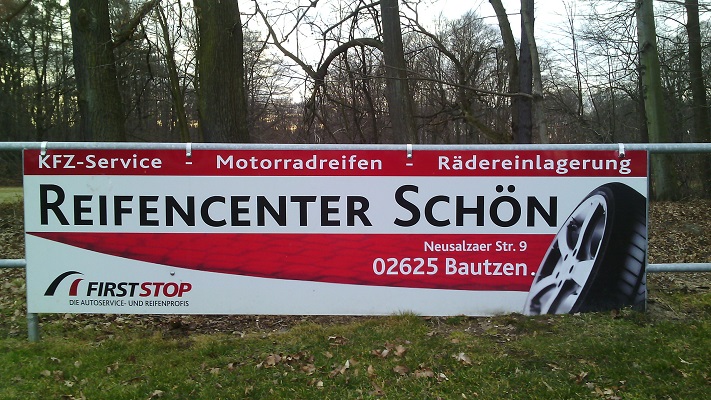 KFZ-Service - Motorradreifen - Rädereinlagerung
Reifencenter Schön
Neusalzaer Str. 9
02625 Bautzen
FIRST STOP
DIE AUTOSERVICE- UND REIFENPROFIS